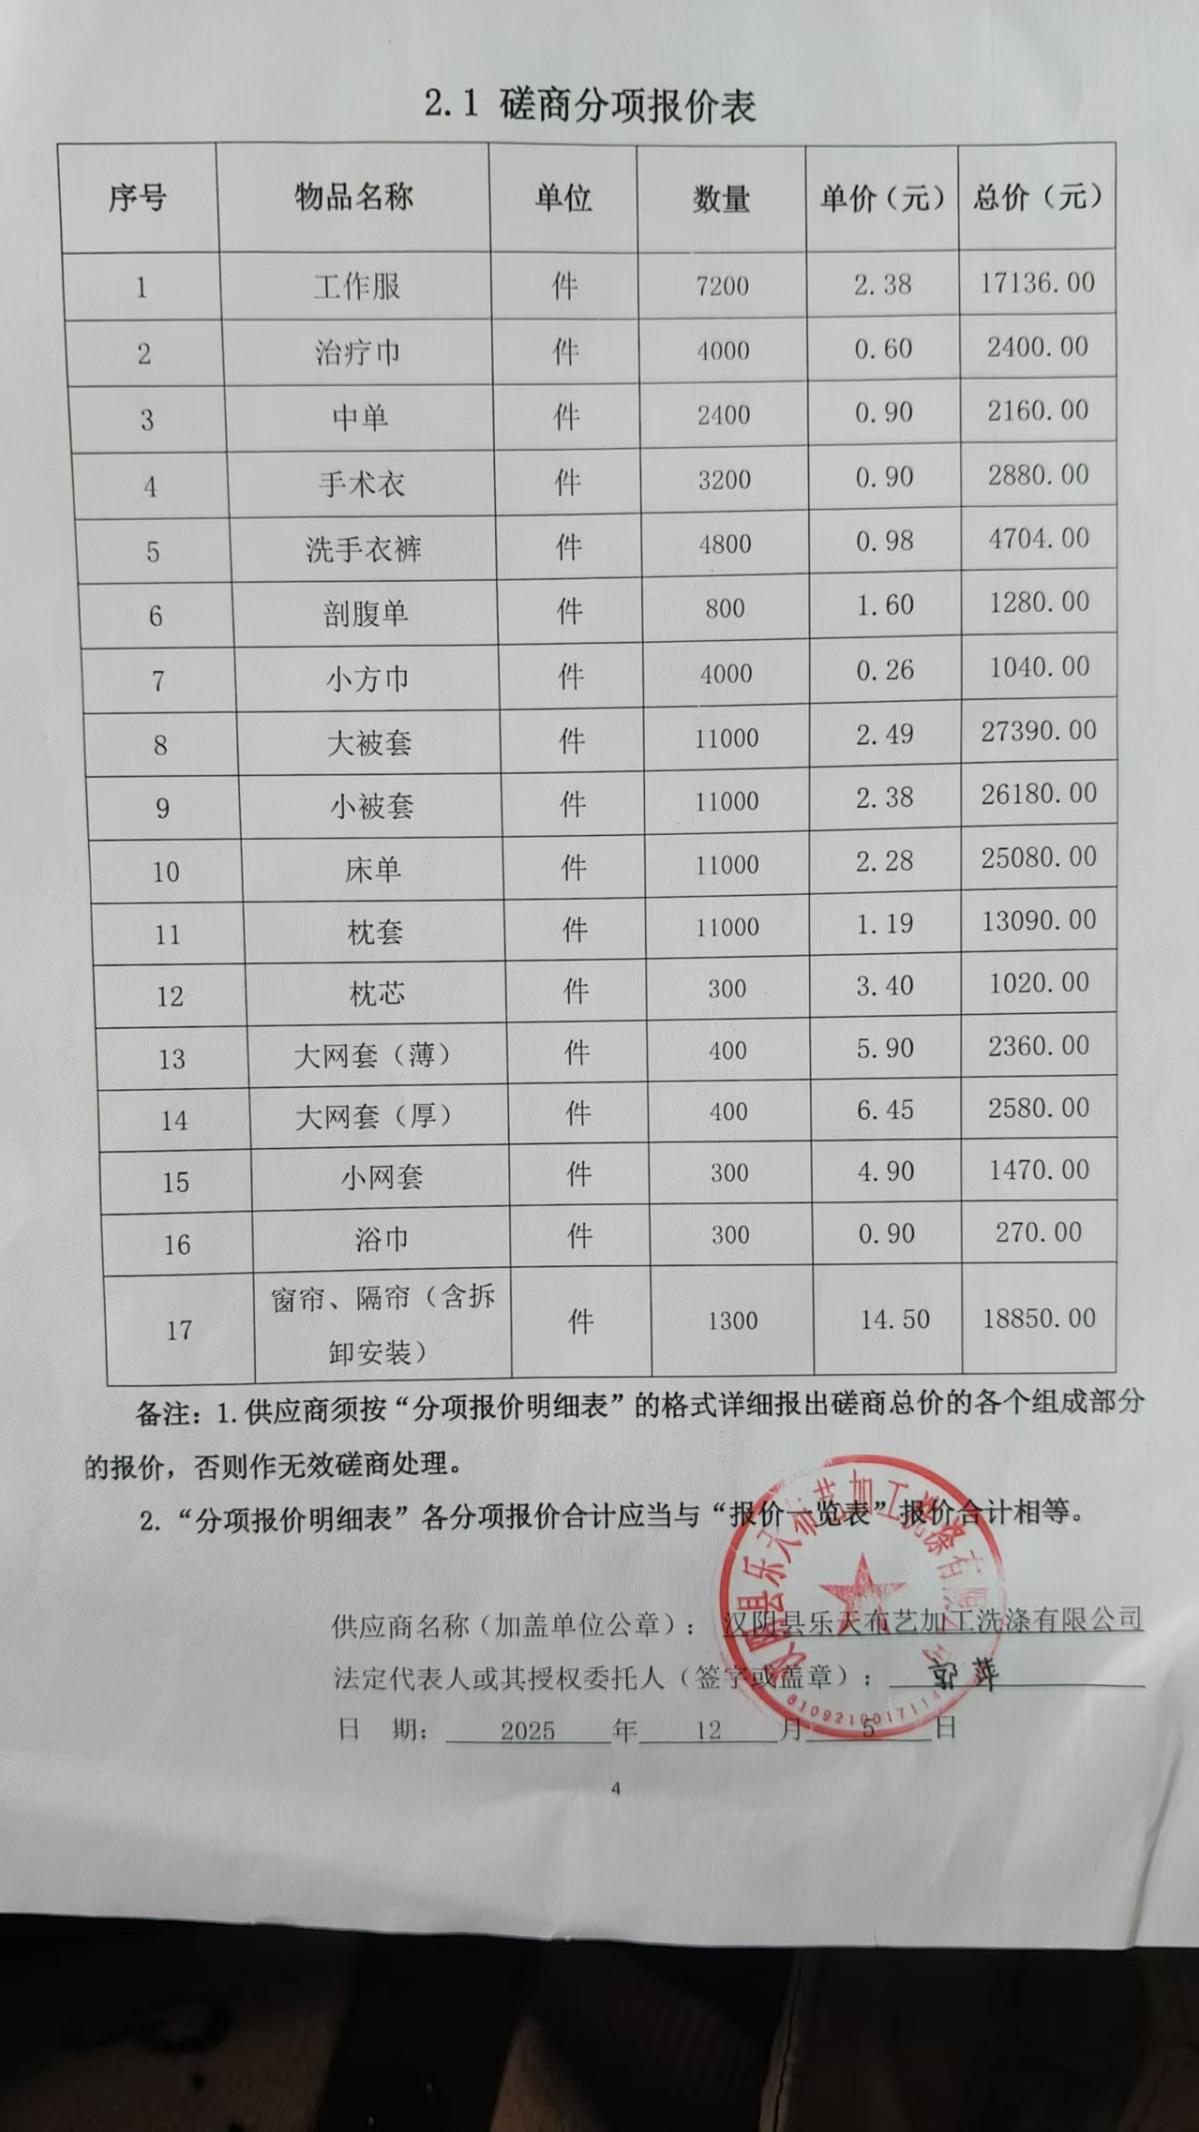 2.1 磋商分项报价表
序号 物品名称 单位 数量 单价（元） 总价（元）
1 工作服 件 7200 2.38 17136.00
2 治疗巾 件 4000 0.60 2400.00
3 中单 件 2400 0.90 2160.00
4 手术衣 件 3200 0.90 2880.00
5 洗手衣裤 件 4800 0.98 4704.00
6 剖腹单 件 800 1.60 1280.00
7 小方巾 件 4000 0.26 1040.00
8 大被套 件 11000 2.49 27390.00
9 小被套 件 11000 2.38 26180.00
10 床单 件 11000 2.28 25080.00
11 枕套 件 11000 1.19 13090.00
12 枕芯 件 300 3.40 1020.00
13 大网套（薄） 件 400 5.90 2360.00
14 大网套（厚） 件 400 6.45 2580.00
15 小网套 件 300 4.90 1470.00
16 浴巾 件 300 0.90 270.00
17 窗帘、隔帘（含拆
卸安装） 件 1300 14.50 18850.00
备注：1.供应商须按“分项报价明细表”的格式详细报出磋商总价的各个组成部分
的报价，否则作无效磋商处理。
2.“分项报价明细表”各分项报价合计应当与“报价一览表”报价合计相等。
供应商名称（加盖单位公章）：汉阴县乐天布艺加工洗涤有限公司
法定代表人或其授权委托人（签字或盖章）：
日 期： 2025 年 12 月 5 日
汉阴县乐天布艺加工洗涤有限公司
6109210017114
4